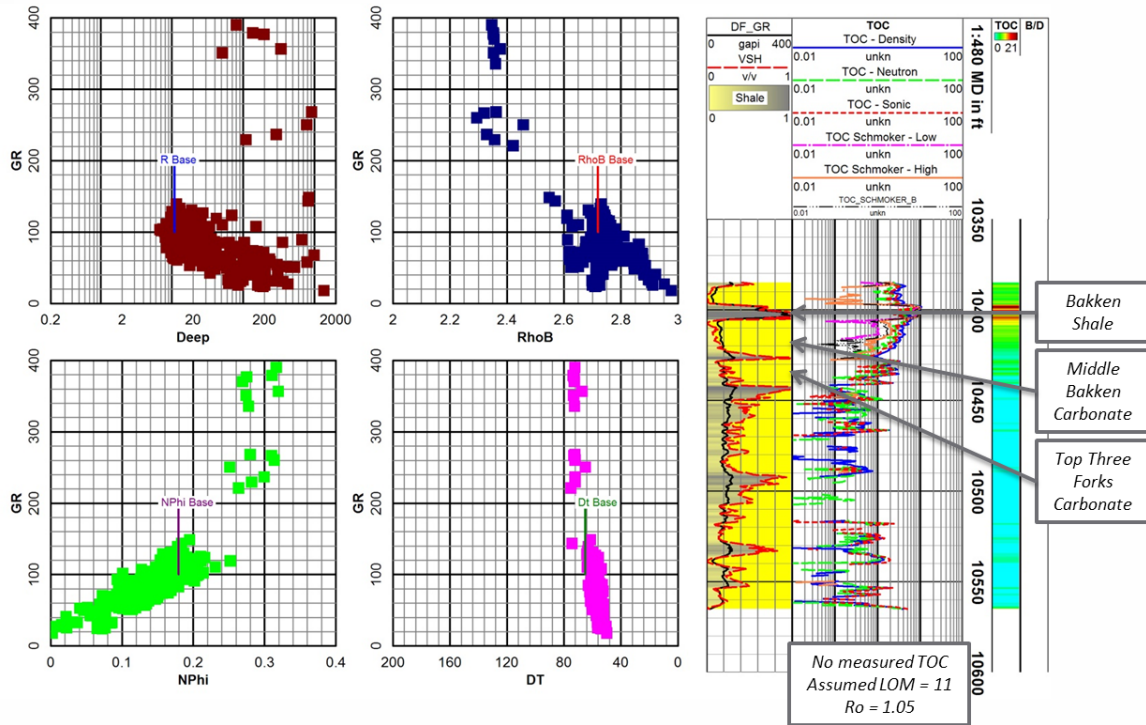 GR
400
300
200
100
0
R Base
0.2
2
20
200
2000
Deep
GR
400
300
200
100
0
RhoB Base
2
2.2
2.4
2.6
2.8
3
RhoB
GR
400
300
200
100
0
NPhi Base
0
0.1
0.2
0.3
0.4
NPhi
GR
400
300
200
100
0
Dt Base
200
160
120
80
40
0
DT
DF_GR
0 gapi 400
VSH
0 v/v 1
Shale
0 1
TOC
TOC - Density
0.01 unkn 100
TOC - Neutron
0.01 unkn 100
TOC - Sonic
0.01 unkn 100
TOC Schmoker - Low
0.01 unkn 100
TOC Schmoker - High
0.01 unkn 100
TOC_SCHMOKER_B
0.01 unkn 100
1:480 MD in ft
TOC
0 21
B/D
10350
10400
10450
10500
10550
10600
Bakken
Shale
Middle
Bakken
Carbonate
Top Three
Forks
Carbonate
No measured TOC
Assumed LOM = 11
Ro = 1.05